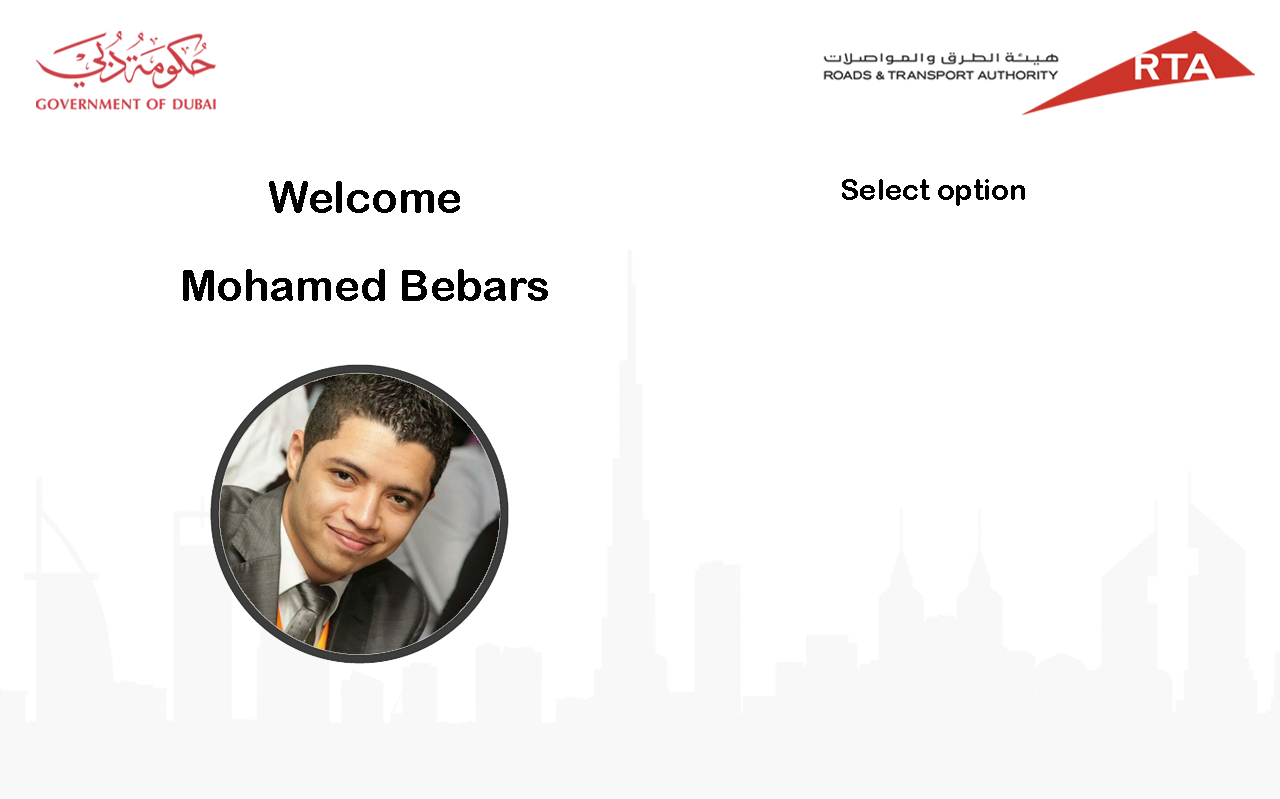 حكومة دبي
GOVERNMENT OF DUBAI
هيئة الطرق والمواصلات
ROADS & TRANSPORT AUTHORITY
RTA
Welcome
Mohamed Bebars
Select option